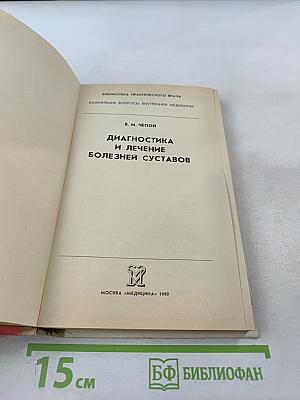 БИБЛИОТЕКА ПРАКТИЧЕСКОГО ВРАЧА
ВАЖНЕЙШИЕ ВОПРОСЫ ВНУТРЕННЕЙ МЕДИЦИНЫ
В. М. ЧЕПОЙ
ДИАГНОСТИКА
И ЛЕЧЕНИЕ
БОЛЕЗНЕЙ СУСТАВОВ
МОСКВА «МЕДИЦИНА» 1990
15 см
БФ БИБЛИОФАН